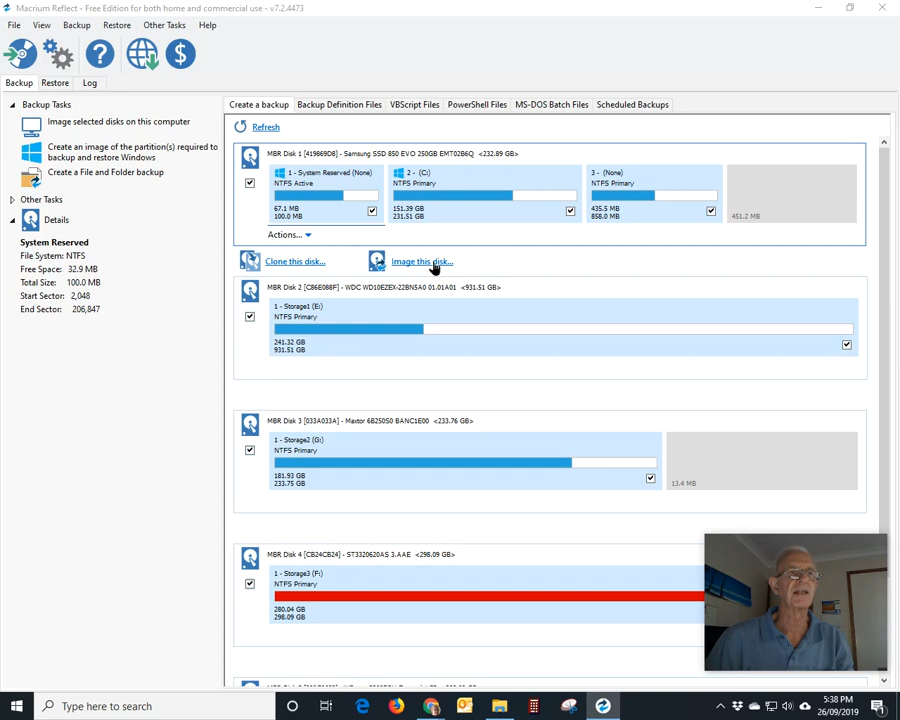 Macrium Reflect - Free Edition for both home and commercial use - v7.2.4473
File View Backup Restore Other Tasks Help
Backup Restore Log
Backup Tasks
Image selected disks on this computer
Create an image of the partition(s) required to
backup and restore Windows
Create a File and Folder backup
Other Tasks
Details
System Reserved
File System: NTFS
Free Space: 32.9 MB
Total Size: 100.0 MB
Start Sector: 2,048
End Sector: 206,847
Create a backup Backup Definition Files VBScript Files PowerShell Files MS-DOS Batch Files Scheduled Backups
Refresh
MBR Disk 1 [419869D8] - Samsung SSD 850 EVO 250GB EMT02B6Q <232.89 GB>
1 - System Reserved (None)
NTFS Active
67.1 MB
100.0 MB
2 - (C:)
NTFS Primary
151.39 GB
231.51 GB
3 - (None)
NTFS Primary
435.5 MB
858.0 MB
451.2 MB
Actions...
Clone this disk... Image this disk...
MBR Disk 2 [C86E088F] - WDC WD10EZEX-22BN5A0 01.01A01 <931.51 GB>
1 - Storage1 (E:)
NTFS Primary
241.32 GB
931.51 GB
MBR Disk 3 [033A033A] - Maxtor 6B250S0 BANC1E00 <233.76 GB>
1 - Storage2 (G:)
NTFS Primary
181.93 GB
233.75 GB
13.4 MB
MBR Disk 4 [CB24CB24] - ST3320620AS 3.AAE <298.09 GB>
1 - Storage3 (F:)
NTFS Primary
280.04 GB
298.09 GB
Type here to search
5:38 PM
26/09/2019